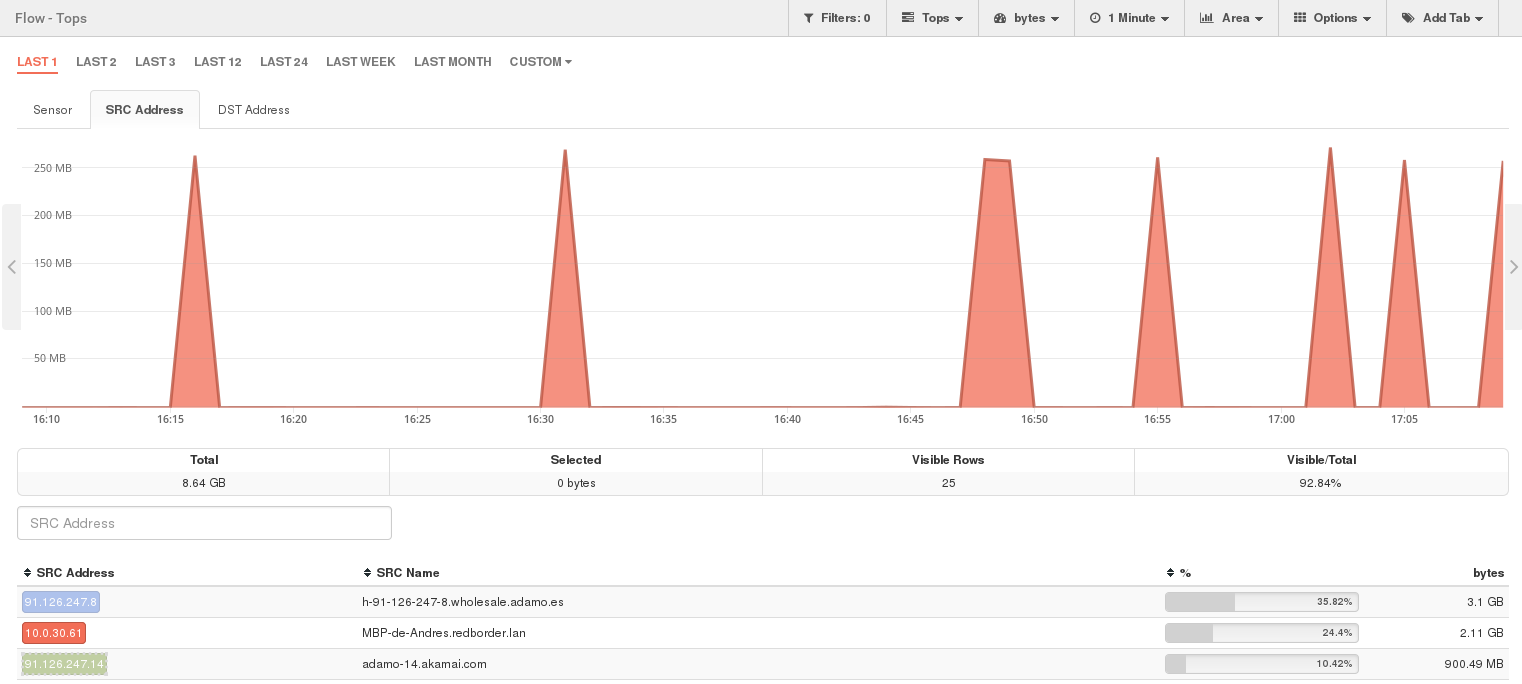 Flow - Tops Filters: 0 Tops bytes 1 Minute Area Options Add Tab
LAST 1 LAST 2 LAST 3 LAST 12 LAST 24 LAST WEEK LAST MONTH CUSTOM
Sensor SRC Address DST Address
250 MB
200 MB
150 MB
100 MB
50 MB
16:10 16:15 16:20 16:25 16:30 16:35 16:40 16:45 16:50 16:55 17:00 17:05
Total Selected Visible Rows Visible/Total
8.64 GB 0 bytes 25 92.84%
SRC Address
SRC Address SRC Name % bytes
91.126.247.8 h-91-126-247-8.wholesale.adamo.es 35.82% 3.1 GB
10.0.30.61 MBP-de-Andres.redborder.lan 24.4% 2.11 GB
91.126.247.14 adamo-14.akamai.com 10.42% 900.49 MB